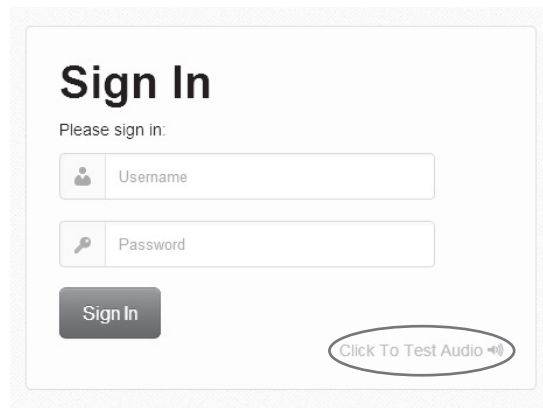 Sign In
Please sign in:
Username
Password
Sign In
Click To Test Audio